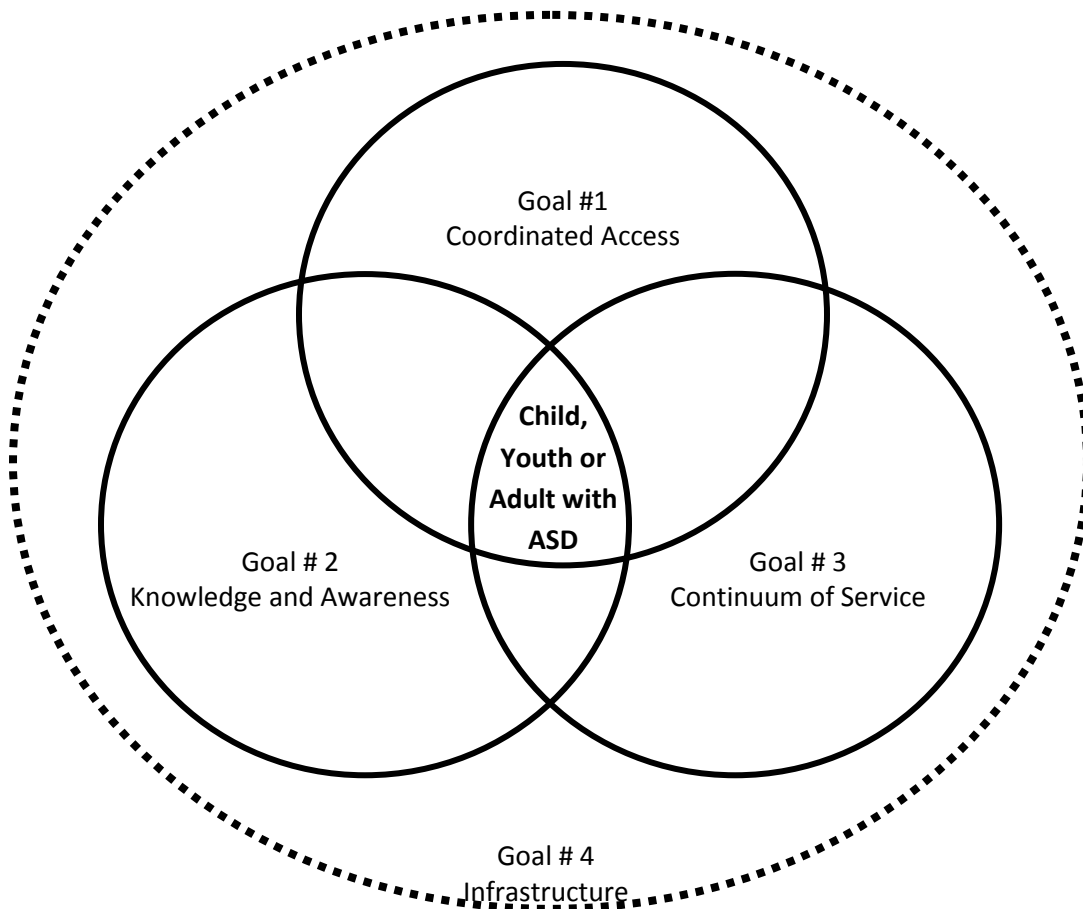 Goal #1
Coordinated Access
Child,
Youth or
Adult with
ASD
Goal # 2
Knowledge and Awareness
Goal # 3
Continuum of Service
Goal # 4
Infrastructure